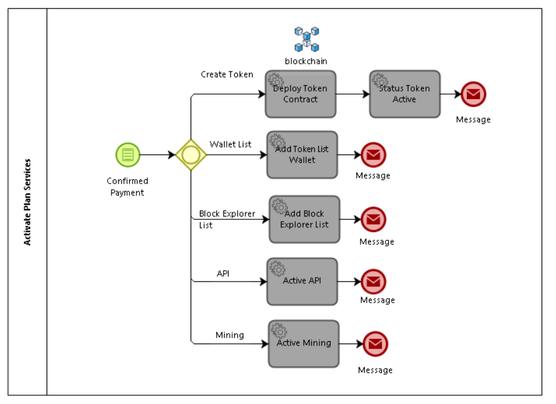 blockchain
Create Token
Deploy Token
Contract
Status Token
Active
Message
Wallet List
Add Token List
Wallet
Message
Confirmed
Payment
Block Explorer
List
Add Block
Explorer List
Message
API
Active API
Message
Mining
Active Mining
Message
Activate Plan Services